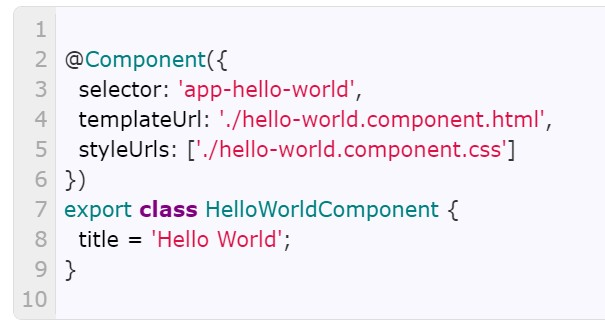 1
2 @Component({
3   selector: 'app-hello-world',
4   templateUrl: './hello-world.component.html',
5   styleUrls: ['./hello-world.component.css']
6 })
7 export class HelloWorldComponent {
8   title = 'Hello World';
9 }
10